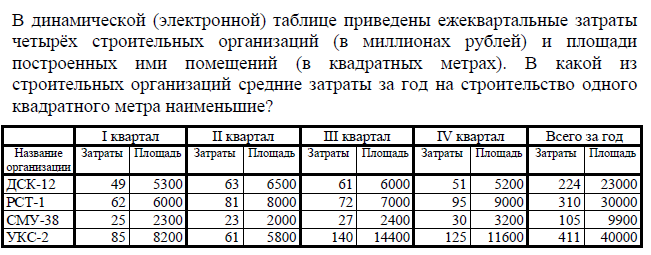 В динамической (электронной) таблице приведены ежеквартальные затраты
четырёх строительных организаций (в миллионах рублей) и площади
построенных ими помещений (в квадратных метрах). В какой из
строительных организаций средние затраты за год на строительство одного
квадратного метра наименьшие?
I квартал II квартал III квартал IV квартал Всего за год
Название организации Затраты Площадь Затраты Площадь Затраты Площадь Затраты Площадь Затраты Площадь
ДСК-12 49 5300 63 6500 61 6000 51 5200 224 23000
РСТ-1 62 6000 81 8000 72 7000 95 9000 310 30000
СМУ-38 25 2300 23 2000 27 2400 30 3200 105 9900
УКС-2 85 8200 61 5800 140 14400 125 11600 411 40000